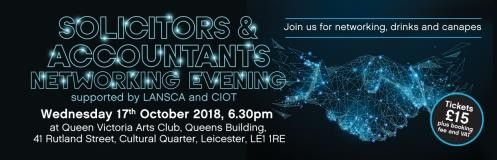 SOLICITORS &
ACCOUNTANTS
NETWORKING EVENING
supported by LANSCA and CIOT
Wednesday 17th October 2018, 6.30pm
at Queen Victoria Arts Club, Queens Building,
41 Rutland Street, Cultural Quarter, Leicester, LE1 1RE
Join us for networking, drinks and canapes
Tickets
£15
plus booking
fee and VAT